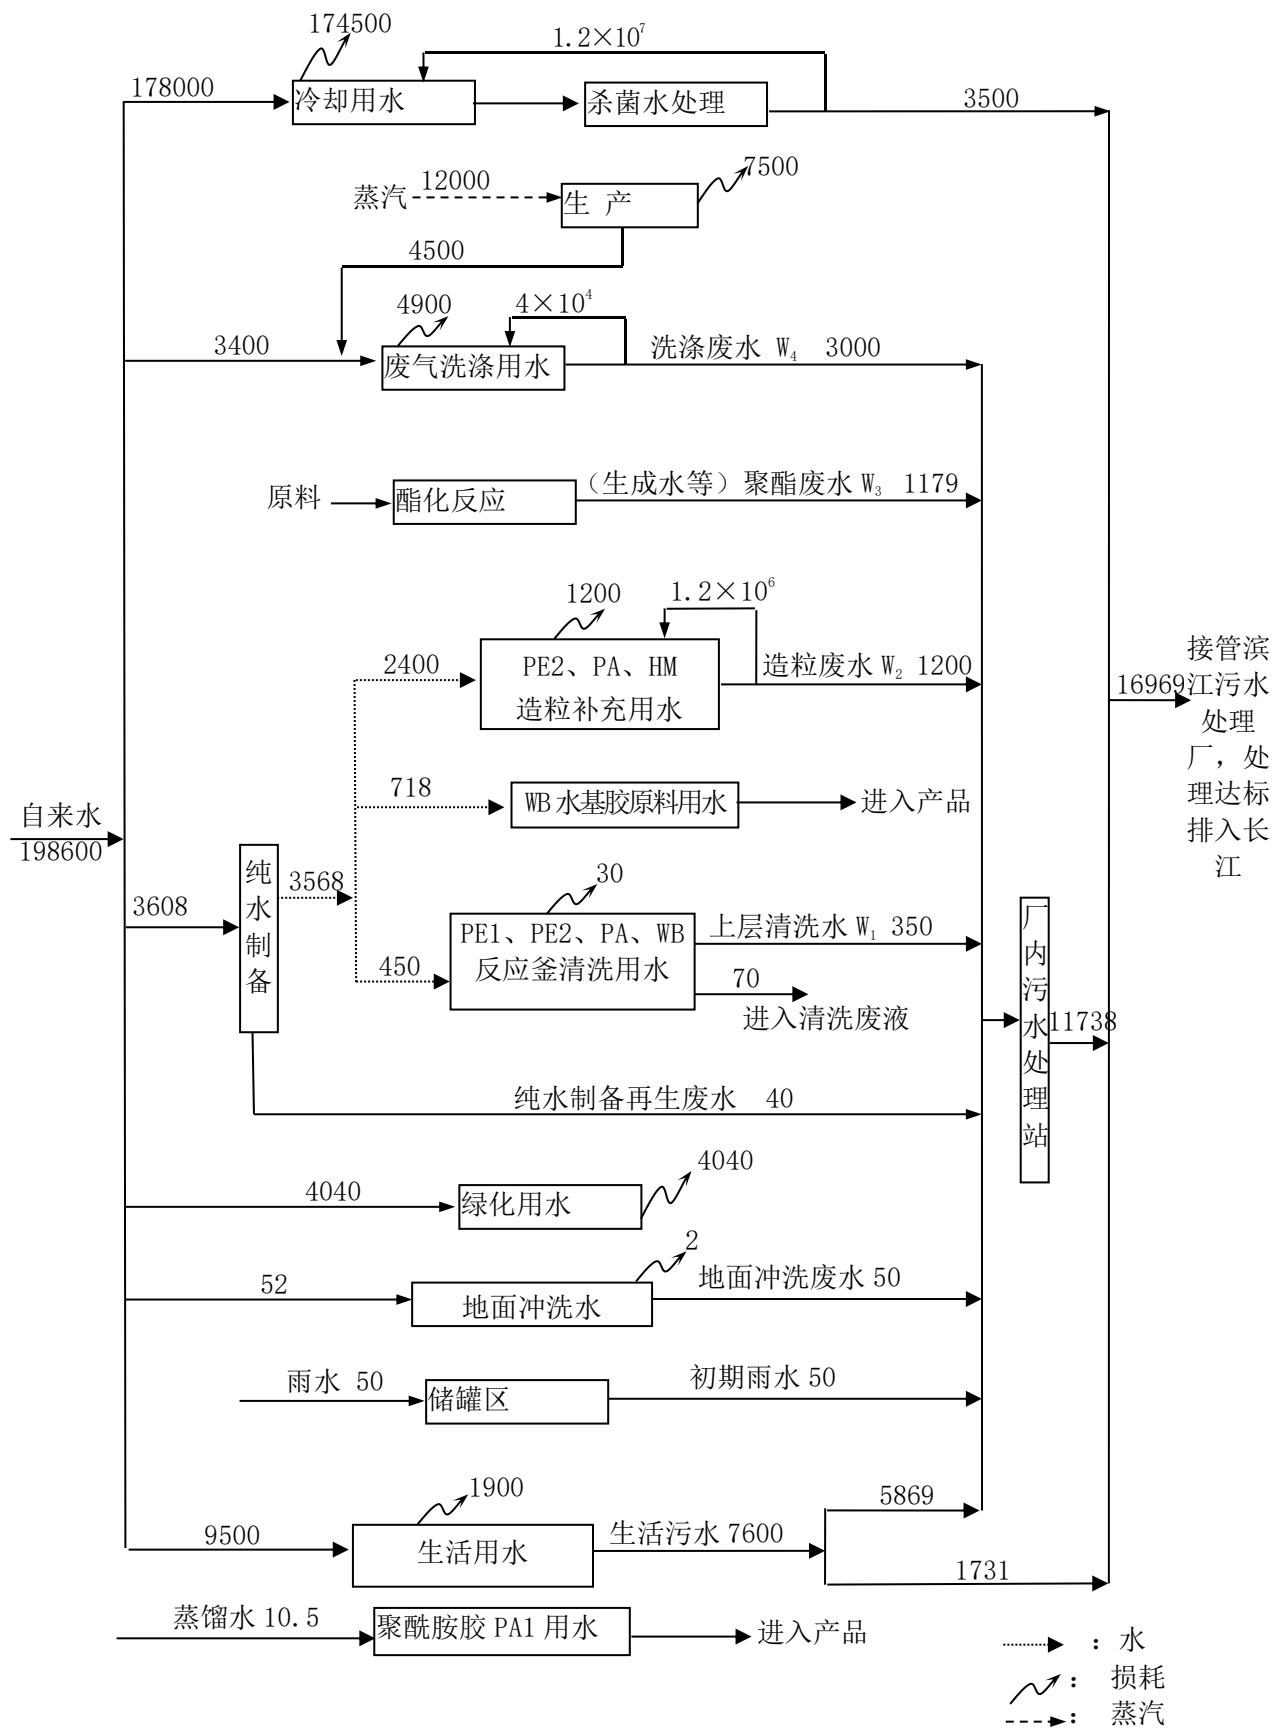 174500
1.2×10⁷
178000
冷却用水
杀菌水处理
3500
蒸汽
12000
生 产
7500
4500
4900
4×10⁴
3400
废气洗涤用水
洗涤废水 W₄ 3000
原料
酯化反应
（生成水等）聚酯废水 W₃ 1179
1200
1.2×10⁶
2400
PE2、PA、HM
造粒补充用水
造粒废水 W₂ 1200
16969
接管滨
江污水
处理
厂，处
理达标
排入长
江
718
WB 水基胶原料用水
进入产品
自来水
198600
纯
水
制
备
3608
3568
30
450
PE1、PE2、PA、WB
反应釜清洗用水
上层清洗水 W₁ 350
70
进入清洗废液
厂
内
污
水
处
理
站
11738
纯水制备再生废水 40
4040
绿化用水
4040
52
地面冲洗水
2
地面冲洗废水 50
雨水 50
储罐区
初期雨水 50
1900
9500
生活用水
生活污水 7600
5869
1731
蒸馏水 10.5
聚酰胺胶 PA1 用水
进入产品
： 水
： 损耗
： 蒸汽